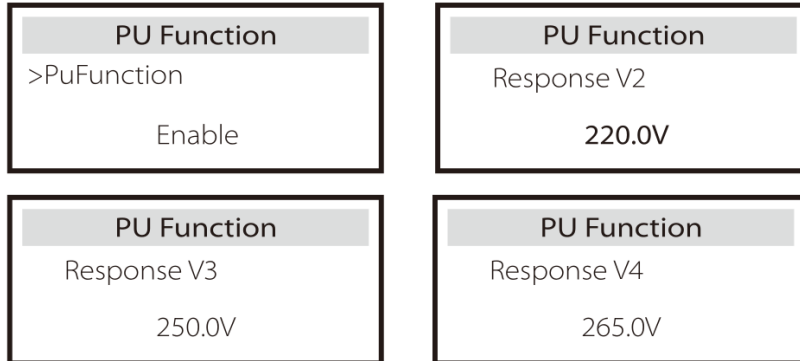 PU Function
>PuFunction
Enable
PU Function
Response V2
220.0V
PU Function
Response V3
250.0V
PU Function
Response V4
265.0V